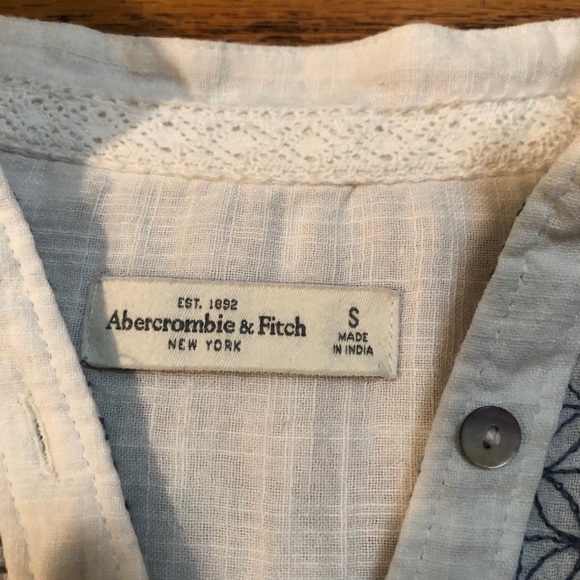 EST. 1892
Abercrombie & Fitch
NEW YORK
S
MADE
IN INDIA